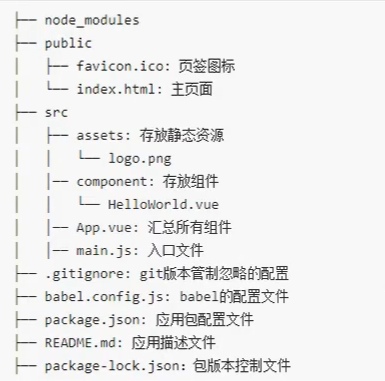 ├── node_modules
├── public
│   ├── favicon.ico: 页签图标
│   └── index.html: 主页面
├── src
│   ├── assets: 存放静态资源
│   │   └── logo.png
│   │── component: 存放组件
│   │   └── HelloWorld.vue
│   │── App.vue: 汇总所有组件
│   │── main.js: 入口文件
├── .gitignore: git版本管制忽略的配置
├── babel.config.js: babel的配置文件
├── package.json: 应用包配置文件
├── README.md: 应用描述文件
├── package-lock.json: 包版本控制文件